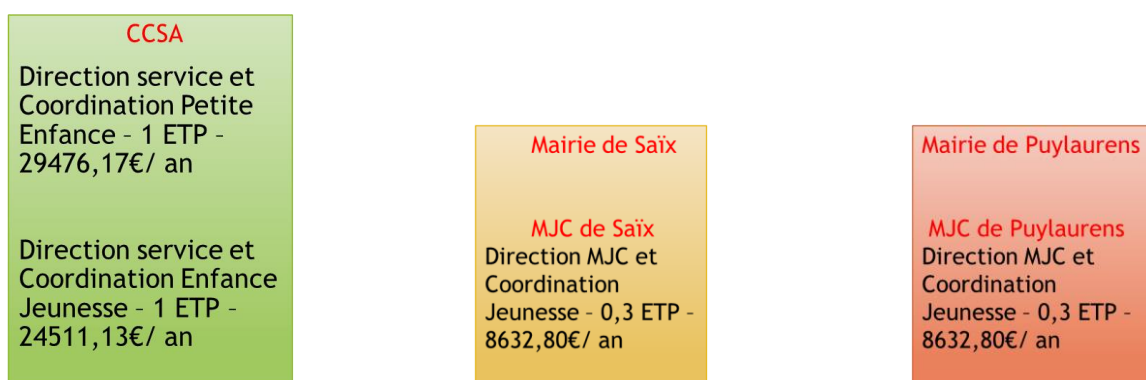 CCSA
Direction service et
Coordination Petite
Enfance – 1 ETP –
29476,17€/ an
Direction service et
Coordination Enfance
Jeunesse – 1 ETP –
24511,13€/ an
Mairie de Saïx
MJC de Saïx
Direction MJC et
Coordination
Jeunesse – 0,3 ETP –
8632,80€/ an
Mairie de Puylaurens
MJC de Puylaurens
Direction MJC et
Coordination
Jeunesse – 0,3 ETP –
8632,80€/ an